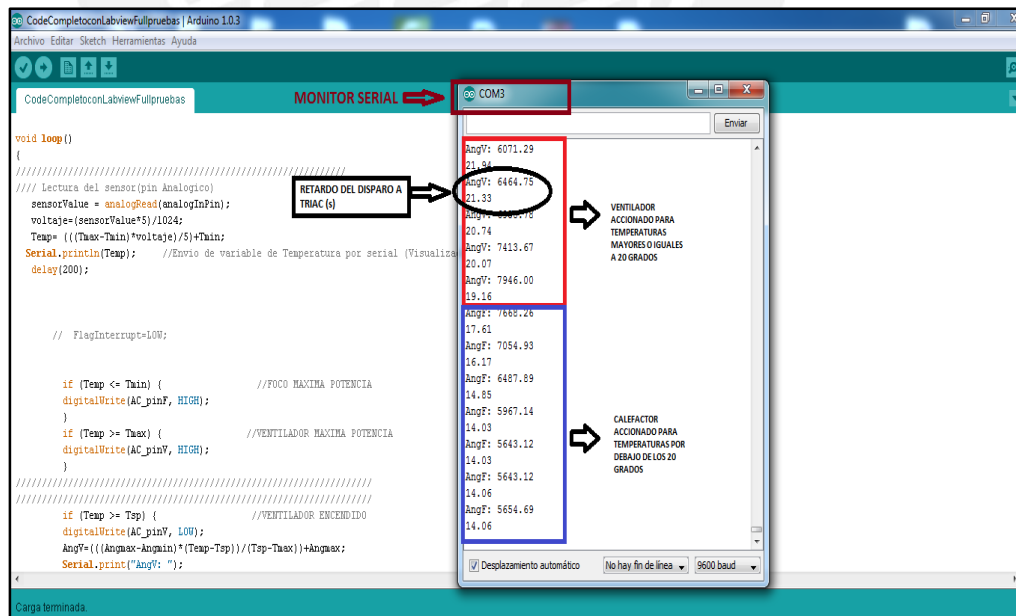 CodeCompletoconLabviewFullpruebas | Arduino 1.0.3
Archivo Editar Sketch Herramientas Ayuda
CodeCompletoconLabviewFullpruebas
void loop()
{
//////////////////////////////////////////////////////////////
//// Lectura del sensor(pin Analogico)
sensorValue = analogRead(analogInPin);
voltaje=(sensorValue*5)/1024;
Temp= (((Tmax-Tmin)*voltaje)/5)+Tmin;
Serial.println(Temp); //Envio de variable de Temperatura por serial (Visualiza
delay(200);
// FlagInterrupt=LOW;
if (Temp <= Tmin) { //FOCO MAXIMA POTENCIA
digitalWrite(AC_pinF, HIGH);
}
if (Temp >= Tmax) { //VENTILADOR MAXIMA POTENCIA
digitalWrite(AC_pinV, HIGH);
}
///////////////////////////////////////////////////////////////////
///////////////////////////////////////////////////////////////////
if (Temp >= Tsp) { //VENTILADOR ENCENDIDO
digitalWrite(AC_pinV, LOW);
AngV=(((Angmax-Angmin)*(Temp-Tsp))/(Tsp-Tmax))+Angmax;
Serial.print("AngV: ");
Carga terminada.
MONITOR SERIAL
RETARDO DEL DISPARO A
TRIAC (s)
COM3
Enviar
AngV: 6071.29
21.94
AngV: 6464.75
21.33
20.74
AngV: 7413.67
20.07
AngV: 7946.00
19.16
AngF: 7668.26
17.61
AngF: 7054.93
16.17
AngF: 6487.89
14.85
AngF: 5967.14
14.03
AngF: 5643.12
14.03
AngF: 5643.12
14.06
AngF: 5654.69
14.06
VENTILADOR
ACCIONADO PARA
TEMPERATURAS
MAYORES O IGUALES
A 20 GRADOS
CALEFACTOR
ACCIONADO PARA
TEMPERATURAS POR
DEBAJO DE LOS 20
GRADOS
Desplazamiento automático
No hay fin de línea
9600 baud